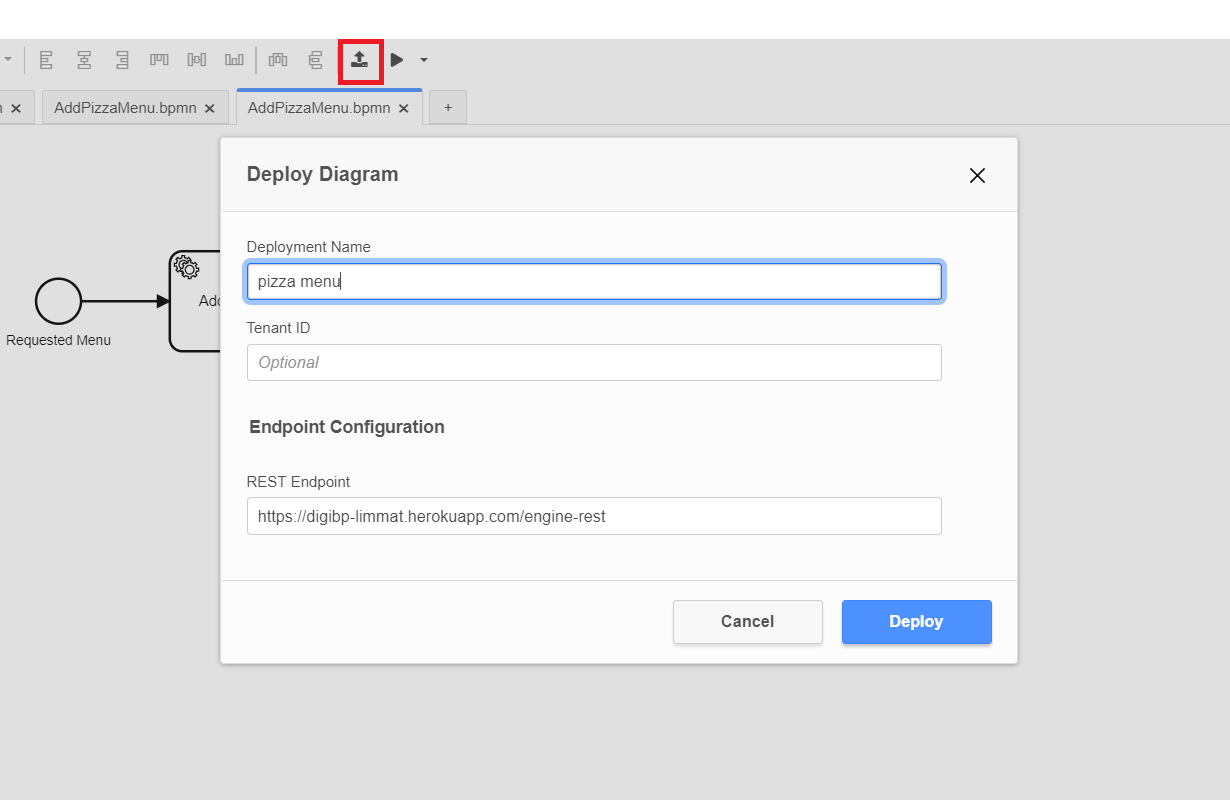 AddPizzaMenu.bpmn
AddPizzaMenu.bpmn
+
Deploy Diagram
Deployment Name
pizza menu
Tenant ID
Optional
Requested Menu
Endpoint Configuration
REST Endpoint
https://digibp-limmat.herokuapp.com/engine-rest
Cancel
Deploy